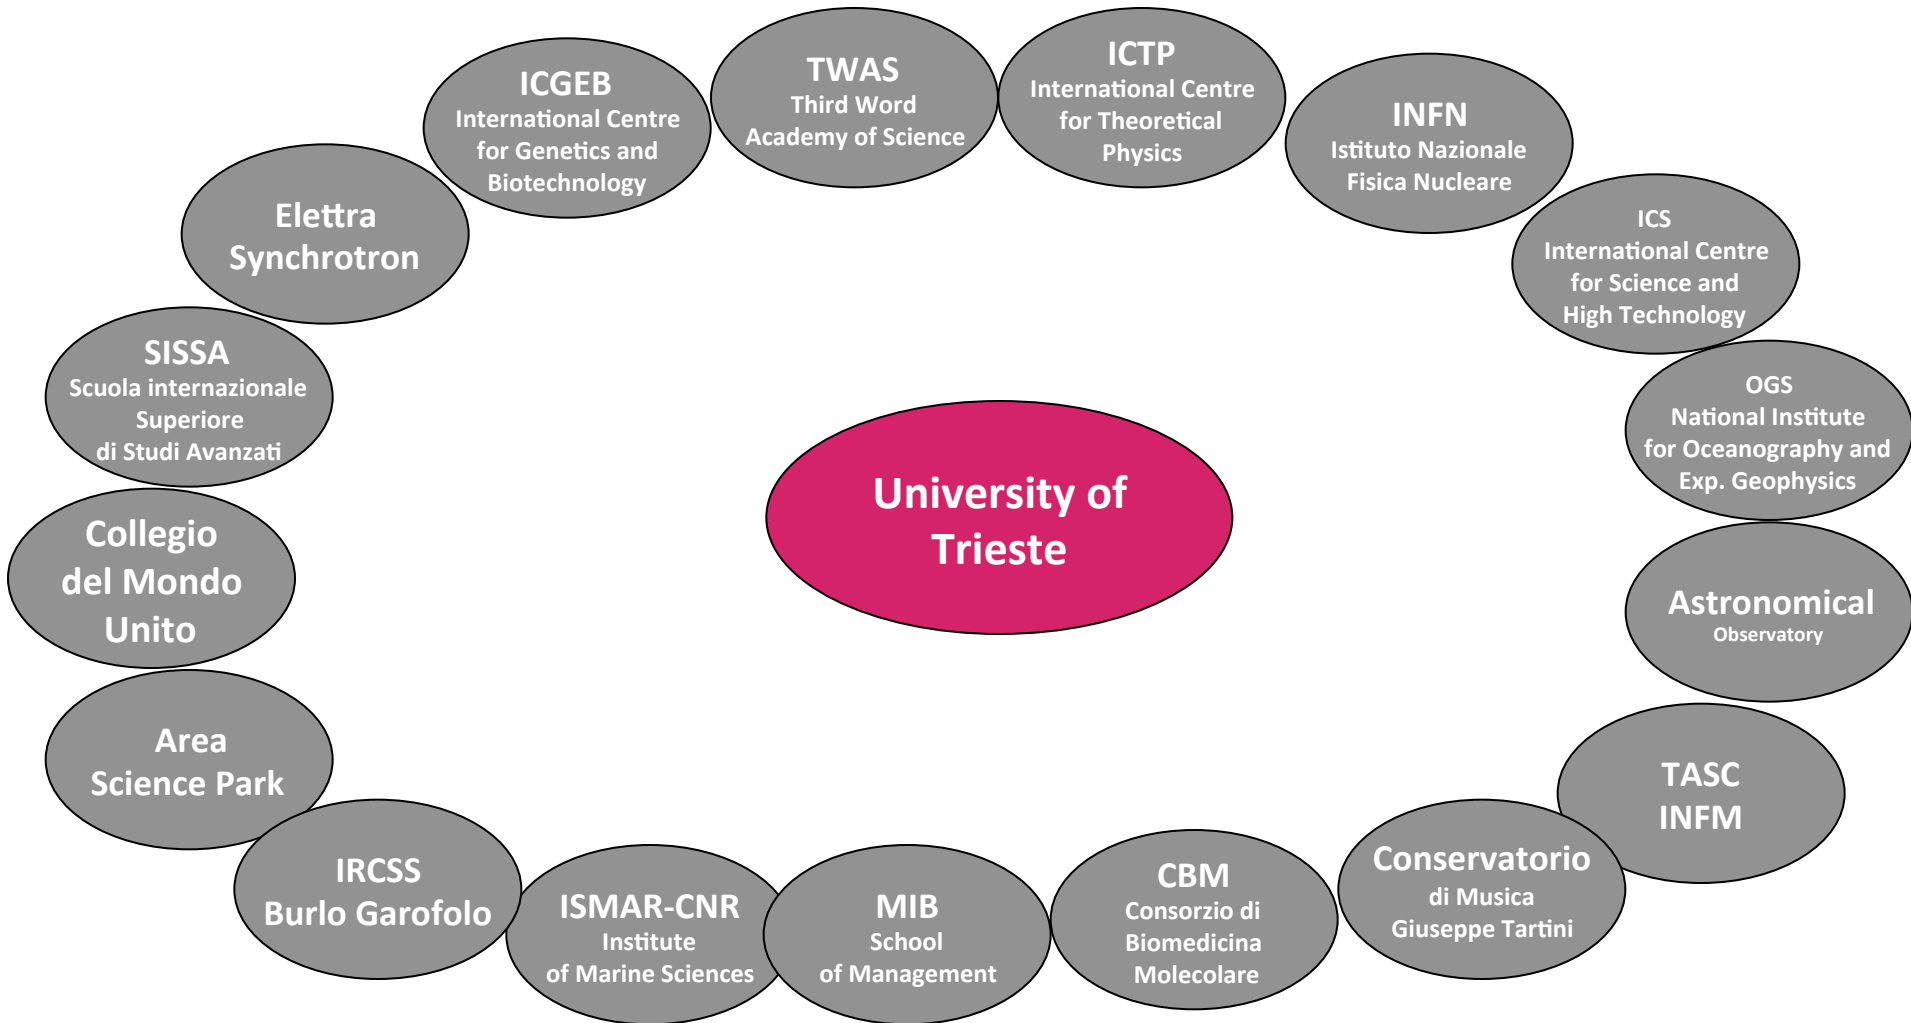 TWAS
Third Word
Academy of Science
ICTP
International Centre
for Theoretical
Physics
ICGEB
International Centre
for Genetics and
Biotechnology
INFN
Istituto Nazionale
Fisica Nucleare
Elettra
Synchrotron
ICS
International Centre
for Science and
High Technology
SISSA
Scuola internazionale
Superiore
di Studi Avanzati
OGS
National Institute
for Oceanography and
Exp. Geophysics
University of
Trieste
Collegio
del Mondo
Unito
Astronomical
Observatory
Area
Science Park
TASC
INFM
IRCSS
Burlo Garofolo
ISMAR-CNR
Institute
of Marine Sciences
MIB
School
of Management
CBM
Consorzio di
Biomedicina
Molecolare
Conservatorio
di Musica
Giuseppe Tartini